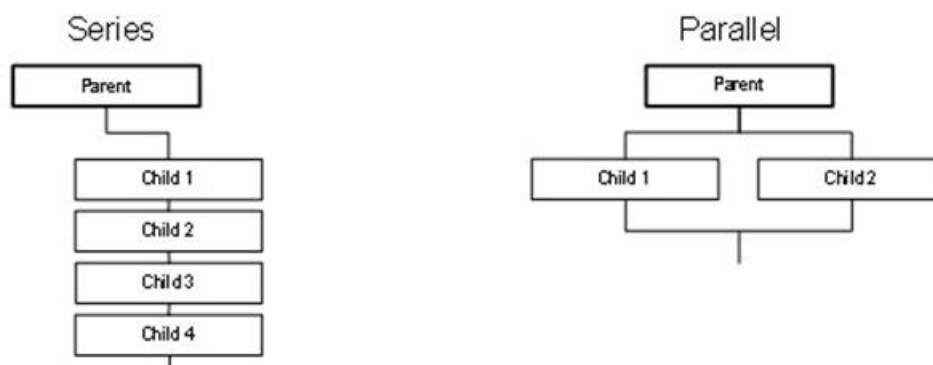 Series
Parent
Child 1
Child 2
Child 3
Child 4
Parallel
Parent
Child 1
Child 2